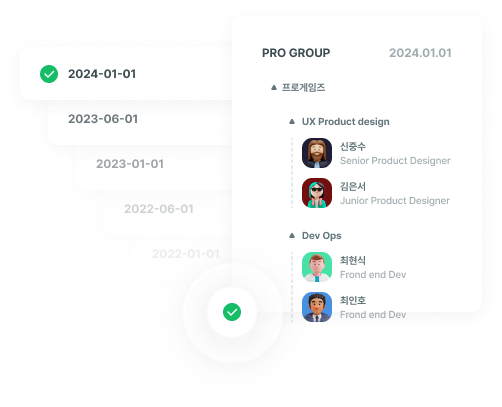 2024-01-01
2023-06-01
2023-01-01
2022-06-01
2022-01-01
PRO GROUP
2024.01.01
프로게임즈
UX Product design
신중수
Senior Product Designer
김은서
Junior Product Designer
Dev Ops
최현식
Frond end Dev
최인호
Frond end Dev